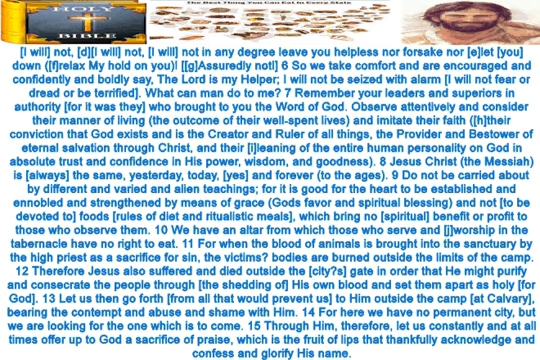 HOLY
BIBLE
The Best Thing You Can Eat in Every State
[I will] not, [d][I will] not, [I will] not in any degree leave you helpless nor forsake nor [e]let [you]
down ([f]relax My hold on you)! [[g]Assuredly not!] 6 So we take comfort and are encouraged and
confidently and boldly say, The Lord is my Helper; I will not be seized with alarm [I will not fear or
dread or be terrified]. What can man do to me? 7 Remember your leaders and superiors in
authority [for it was they] who brought to you the Word of God. Observe attentively and consider
their manner of living (the outcome of their well-spent lives) and imitate their faith ([h]their
conviction that God exists and is the Creator and Ruler of all things, the Provider and Bestower of
eternal salvation through Christ, and their [i]leaning of the entire human personality on God in
absolute trust and confidence in His power, wisdom, and goodness). 8 Jesus Christ (the Messiah)
is [always] the same, yesterday, today, [yes] and forever (to the ages). 9 Do not be carried about
by different and varied and alien teachings; for it is good for the heart to be established and
ennobled and strengthened by means of grace (Gods favor and spiritual blessing) and not [to be
devoted to] foods [rules of diet and ritualistic meals], which bring no [spiritual] benefit or profit to
those who observe them. 10 We have an altar from which those who serve and [j]worship in the
tabernacle have no right to eat. 11 For when the blood of animals is brought into the sanctuary by
the high priest as a sacrifice for sin, the victims? bodies are burned outside the limits of the camp.
12 Therefore Jesus also suffered and died outside the [city?s] gate in order that He might purify
and consecrate the people through [the shedding of] His own blood and set them apart as holy [for
God]. 13 Let us then go forth [from all that would prevent us] to Him outside the camp [at Calvary],
bearing the contempt and abuse and shame with Him. 14 For here we have no permanent city, but
we are looking for the one which is to come. 15 Through Him, therefore, let us constantly and at all
times offer up to God a sacrifice of praise, which is the fruit of lips that thankfully acknowledge and
confess and glorify His name.